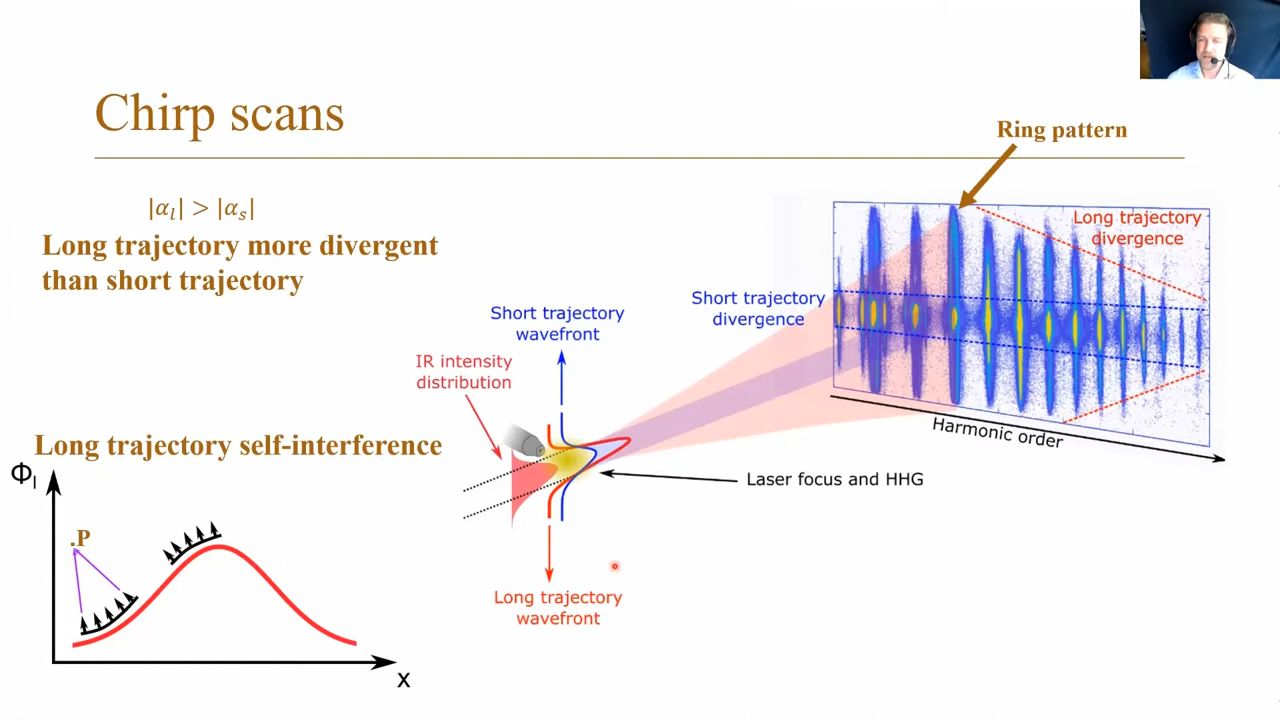 Chirp scans
Ring pattern
|αₗ| > |αₛ|
Long trajectory more divergent
than short trajectory
Long trajectory
divergence
Short trajectory
divergence
Short trajectory
wavefront
IR intensity
distribution
Harmonic order
Long trajectory self-interference
Laser focus and HHG
Φₗ
.P
Long trajectory
wavefront
x